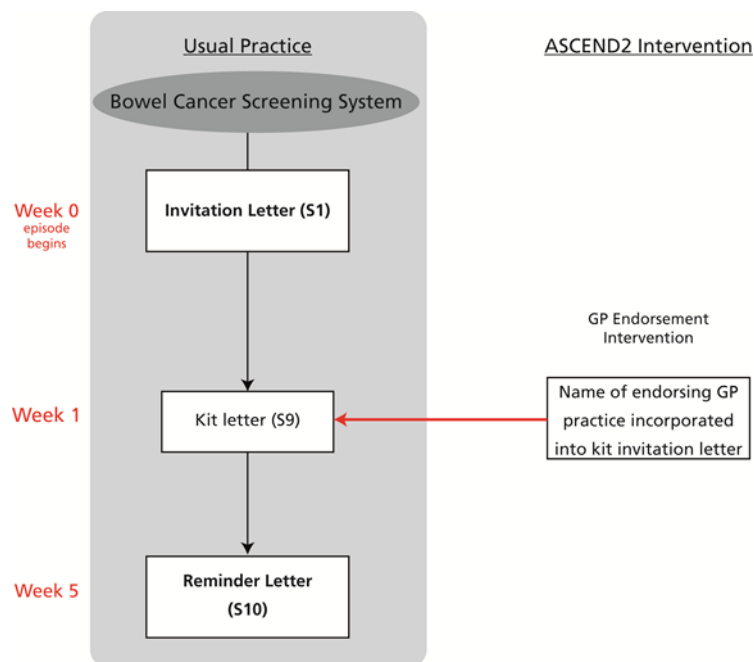 Usual Practice
ASCEND2 Intervention
Bowel Cancer Screening System
Week 0
episode
begins
Invitation Letter (S1)
GP Endorsement
Intervention
Week 1
Kit letter (S9)
Name of endorsing GP
practice incorporated
into kit invitation letter
Week 5
Reminder Letter
(S10)